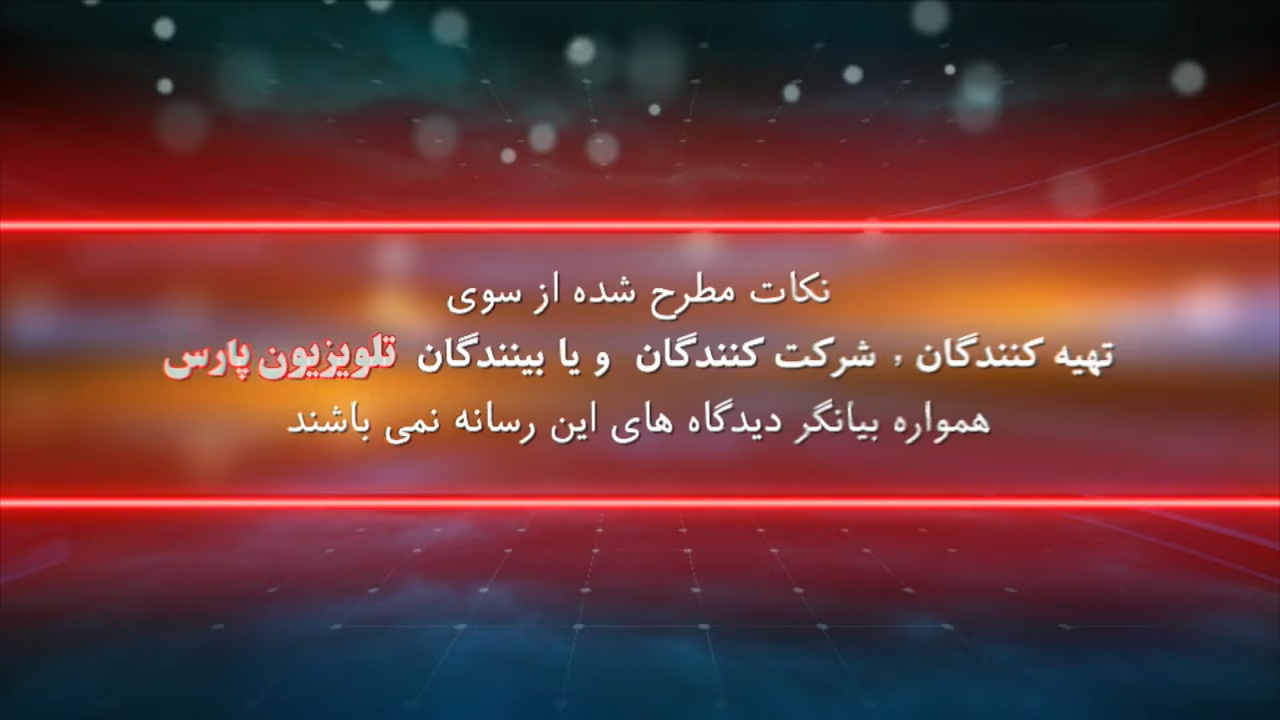 نکات مطرح شده از سوی
تهیه کنندگان , شرکت کنندگان و یا بینندگان تلویزیون پارس
همواره بیانگر دیدگاه های این رسانه نمی باشند